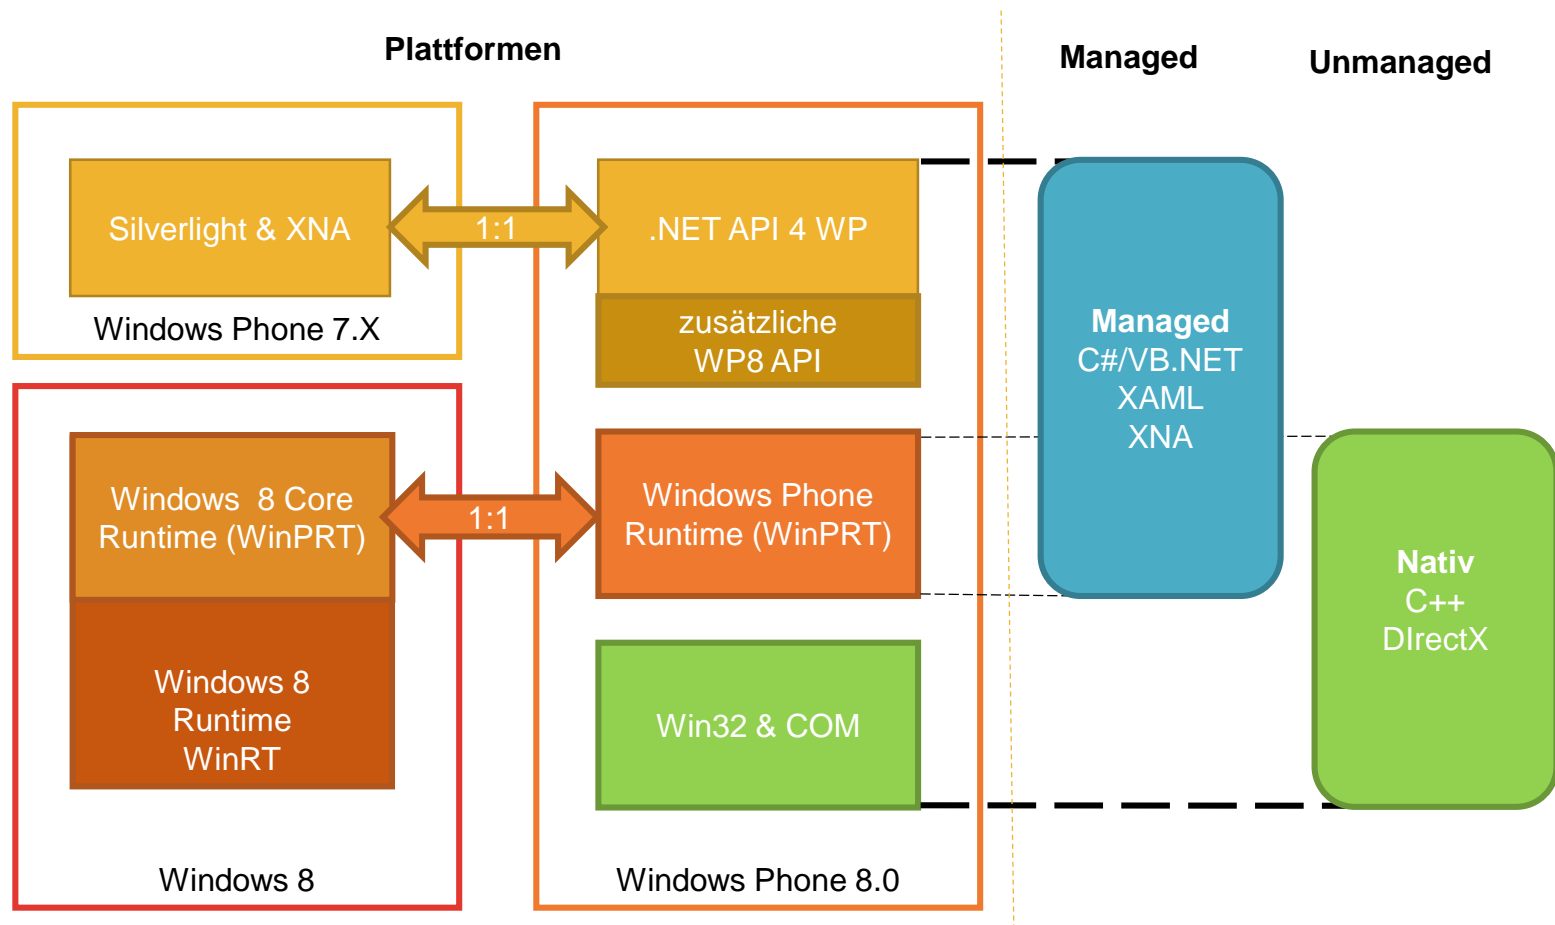 Plattformen
Managed
Unmanaged
Silverlight & XNA
1:1
.NET API 4 WP
zusätzliche
WP8 API
Windows Phone 7.X
Managed
C#/VB.NET
XAML
XNA
Windows 8 Core
Runtime (WinPRT)
1:1
Windows Phone
Runtime (WinPRT)
Nativ
C++
DIrectX
Windows 8
Runtime
WinRT
Win32 & COM
Windows 8
Windows Phone 8.0